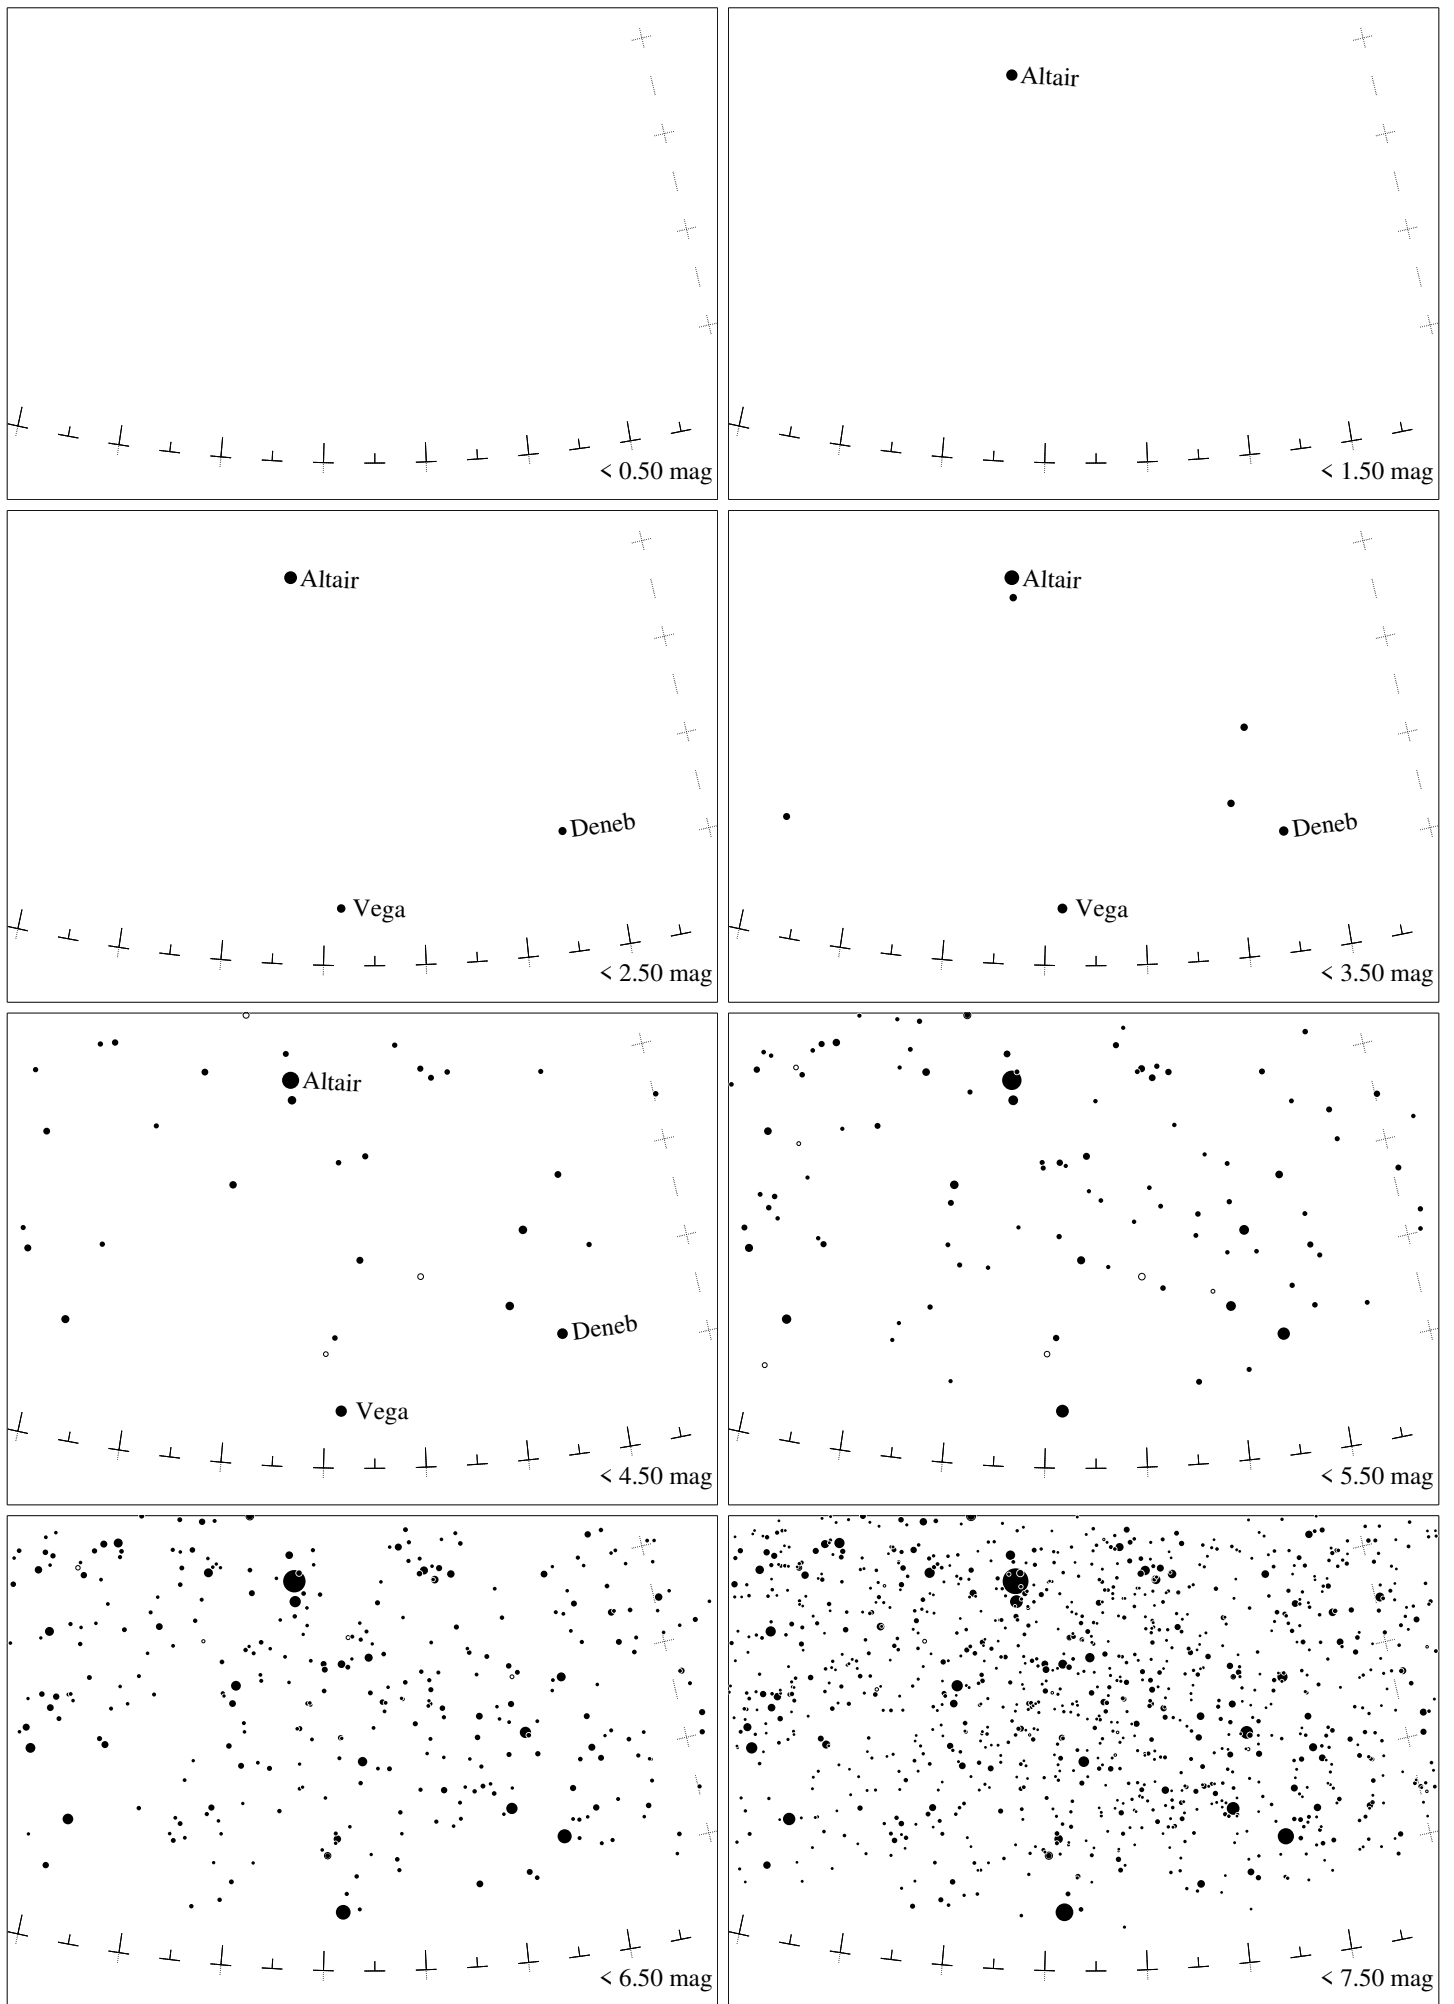 < 0.50 mag
Altair
< 1.50 mag
Altair
Deneb
Vega
< 2.50 mag
Altair
Deneb
Vega
< 3.50 mag
Altair
Deneb
Vega
< 4.50 mag
< 5.50 mag
< 6.50 mag
< 7.50 mag